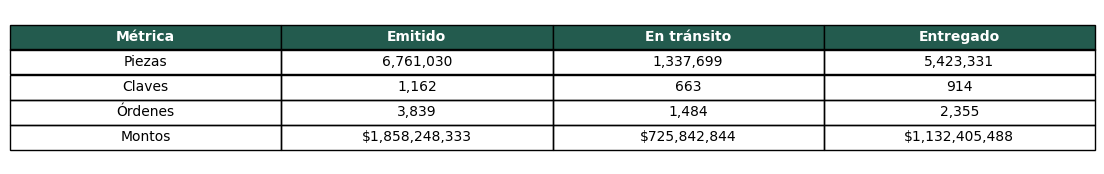 Métrica Emitido En tránsito Entregado
Piezas 6,761,030 1,337,699 5,423,331
Claves 1,162 663 914
Órdenes 3,839 1,484 2,355
Montos $1,858,248,333 $725,842,844 $1,132,405,488